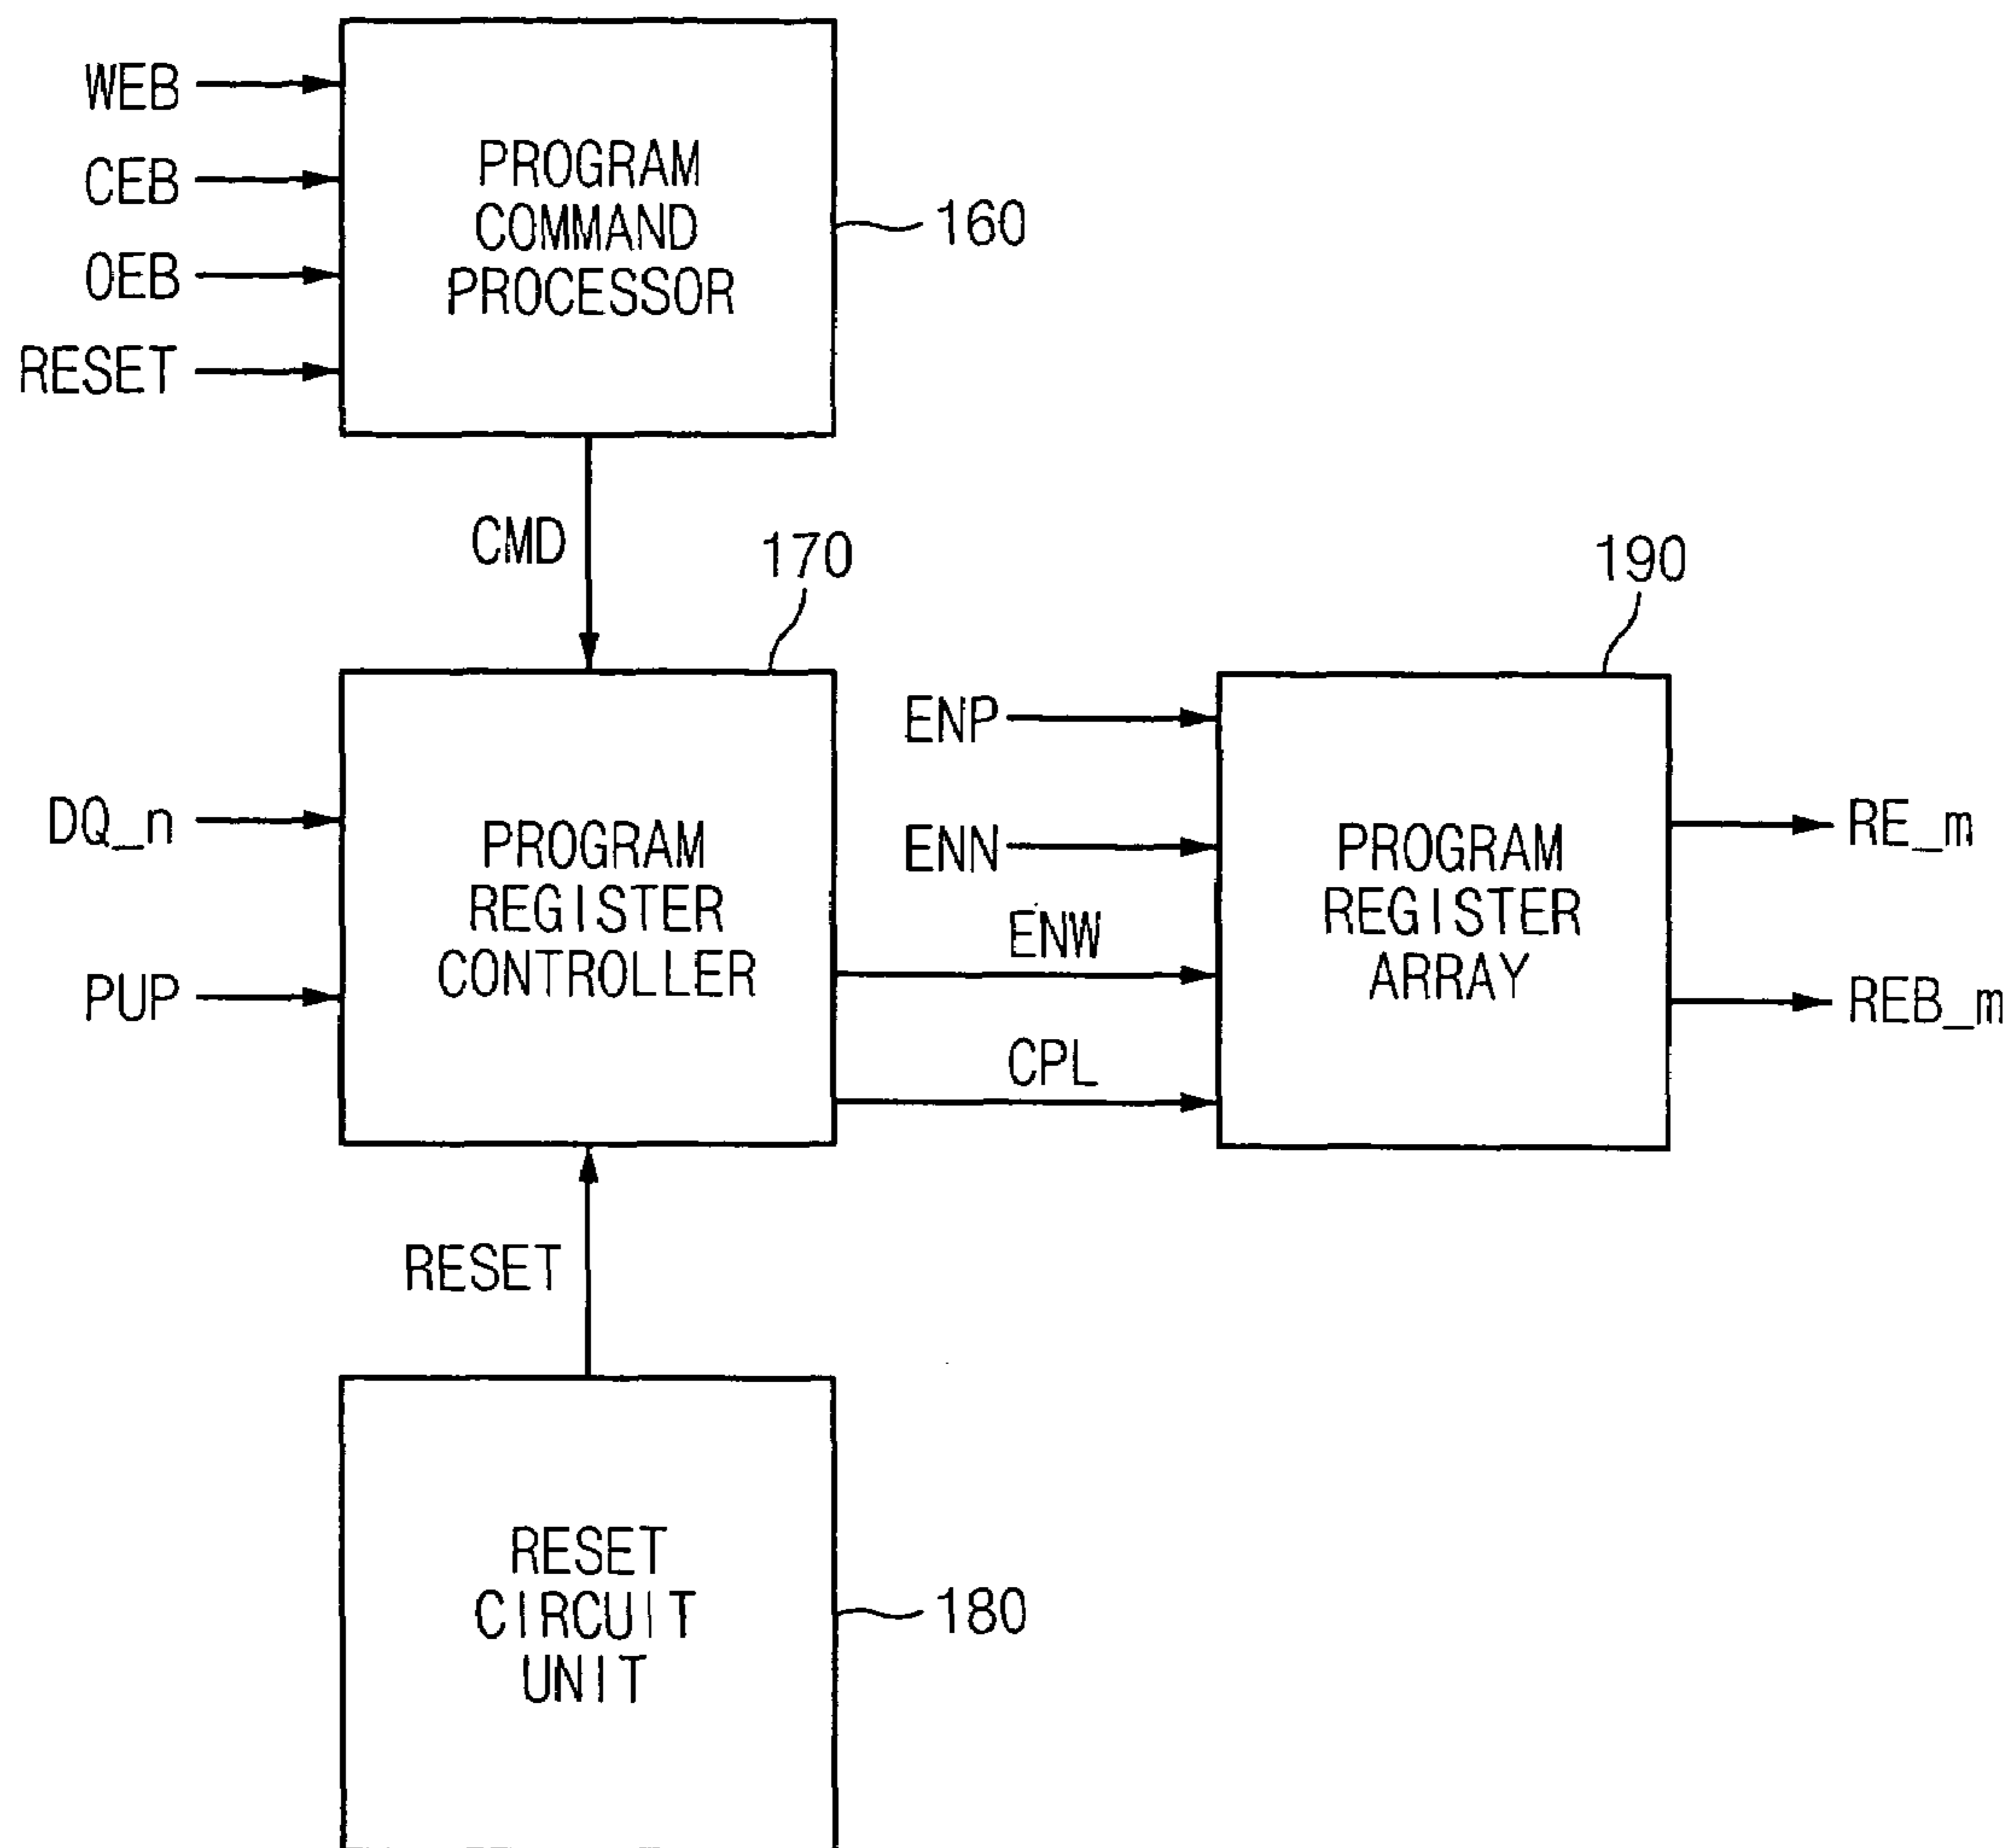 WEB
CEB
OEB
RESET
PROGRAM
COMMAND
PROCESSOR
160
CMD
170
190
DQ_n
PUP
PROGRAM
REGISTER
CONTROLLER
ENP
ENN
ENW
CPL
PROGRAM
REGISTER
ARRAY
RE_m
REB_m
RESET
RESET
CIRCUIT
UNIT
180